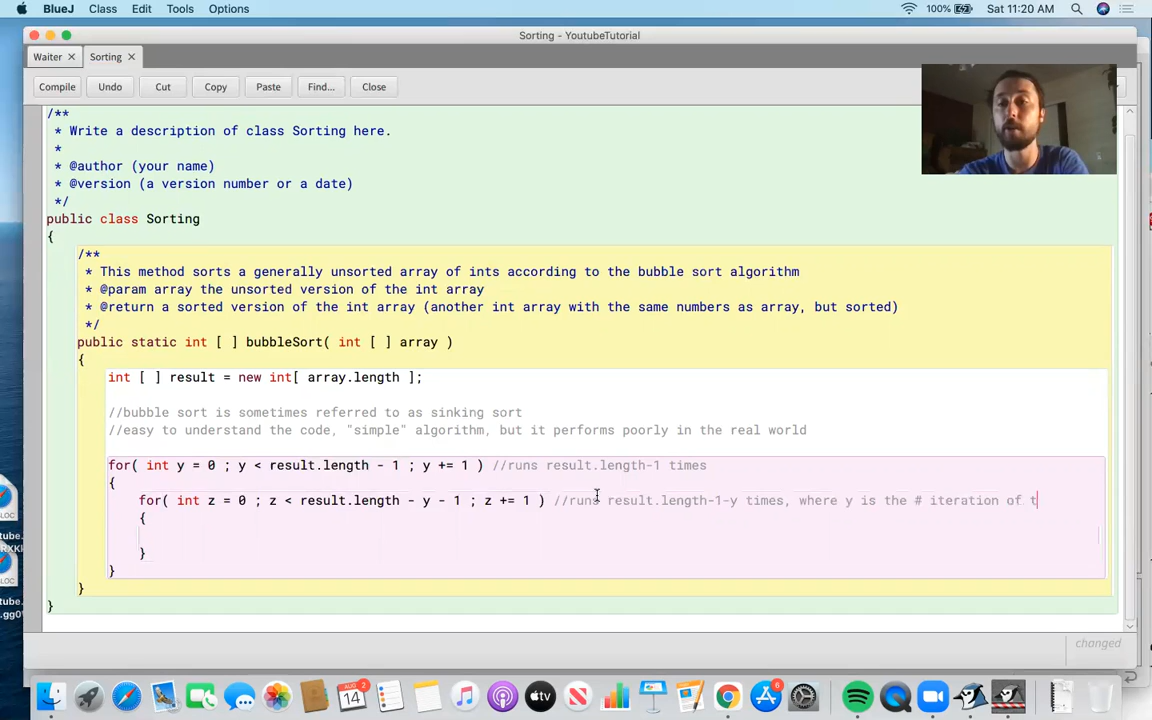 BlueJ Class Edit Tools Options 100% Sat 11:20 AM
Sorting - YoutubeTutorial
Waiter Sorting
Compile Undo Cut Copy Paste Find... Close
/**
* Write a description of class Sorting here.
*
* @author (your name)
* @version (a version number or a date)
*/
public class Sorting
{
/**
* This method sorts a generally unsorted array of ints according to the bubble sort algorithm
* @param array the unsorted version of the int array
* @return a sorted version of the int array (another int array with the same numbers as array, but sorted)
*/
public static int [ ] bubbleSort( int [ ] array )
{
int [ ] result = new int[ array.length ];
//bubble sort is sometimes referred to as sinking sort
//easy to understand the code, "simple" algorithm, but it performs poorly in the real world
for( int y = 0 ; y < result.length - 1 ; y += 1 ) //runs result.length-1 times
{
for( int z = 0 ; z < result.length - y - 1 ; z += 1 ) //runs result.length-1-y times, where y is the # iteration of t
{
}
}
}
}
changed
AUG 14
2
tv
6